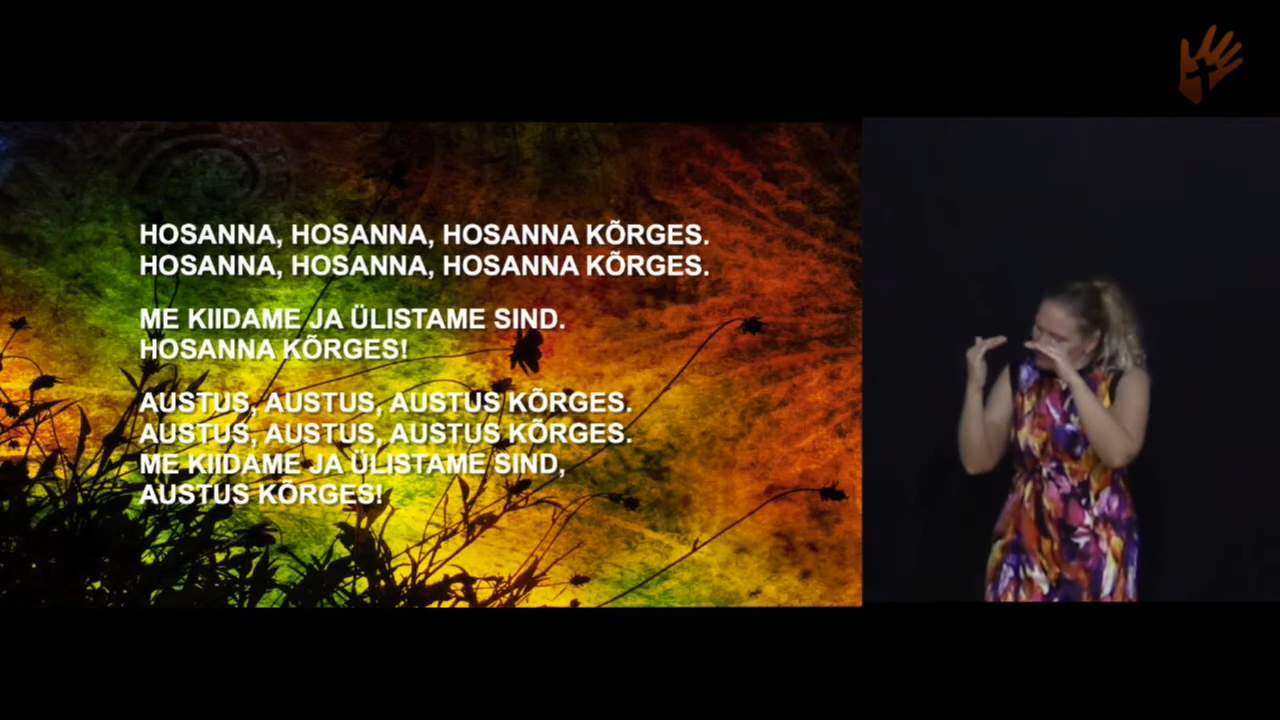 HOSANNA, HOSANNA, HOSANNA KÕRGES.
HOSANNA, HOSANNA, HOSANNA KÕRGES.
ME KIIDAME JA ÜLISTAME SIND.
HOSANNA KÕRGES!
AUSTUS, AUSTUS, AUSTUS KÕRGES.
AUSTUS, AUSTUS, AUSTUS KÕRGES.
ME KIIDAME JA ÜLISTAME SIND,
AUSTUS KÕRGES!